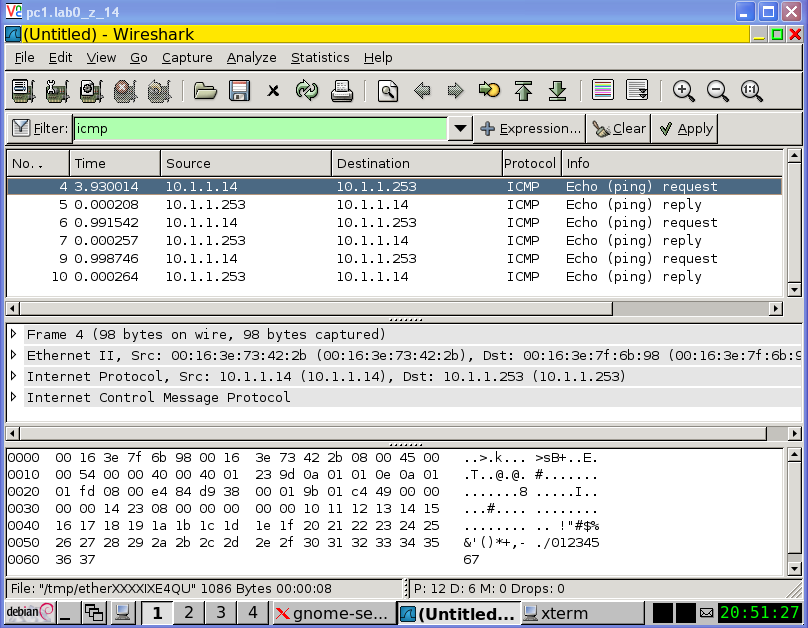 pc1.lab0_z_14
(Untitled) - Wireshark
File Edit View Go Capture Analyze Statistics Help
Filter: icmp Expression... Clear Apply
No. . Time Source Destination Protocol Info
4 3.930014 10.1.1.14 10.1.1.253 ICMP Echo (ping) request
5 0.000208 10.1.1.253 10.1.1.14 ICMP Echo (ping) reply
6 0.991542 10.1.1.14 10.1.1.253 ICMP Echo (ping) request
7 0.000257 10.1.1.253 10.1.1.14 ICMP Echo (ping) reply
9 0.998746 10.1.1.14 10.1.1.253 ICMP Echo (ping) request
10 0.000264 10.1.1.253 10.1.1.14 ICMP Echo (ping) reply
Frame 4 (98 bytes on wire, 98 bytes captured)
Ethernet II, Src: 00:16:3e:73:42:2b (00:16:3e:73:42:2b), Dst: 00:16:3e:7f:6b:98 (00:16:3e:7f:6b:9
Internet Protocol, Src: 10.1.1.14 (10.1.1.14), Dst: 10.1.1.253 (10.1.1.253)
Internet Control Message Protocol
0000 00 16 3e 7f 6b 98 00 16 3e 73 42 2b 08 00 45 00 ..>.k... >sB+..E.
0010 00 54 00 00 40 00 40 01 23 9d 0a 01 01 0e 0a 01 .T..@.@. #.......
0020 01 fd 08 00 e4 84 d9 38 00 01 9b 01 c4 49 00 00 .......8 .....I..
0030 00 00 14 23 08 00 00 00 00 00 10 11 12 13 14 15 ...#.... ........
0040 16 17 18 19 1a 1b 1c 1d 1e 1f 20 21 22 23 24 25 ........ .. !"#$%
0050 26 27 28 29 2a 2b 2c 2d 2e 2f 30 31 32 33 34 35 &'()*+,- ./012345
0060 36 37 67
File: "/tmp/etherXXXXIXE4QU" 1086 Bytes 00:00:08 P: 12 D: 6 M: 0 Drops: 0
debian 1 2 3 4 gnome-se... (Untitled... xterm 20:51:27